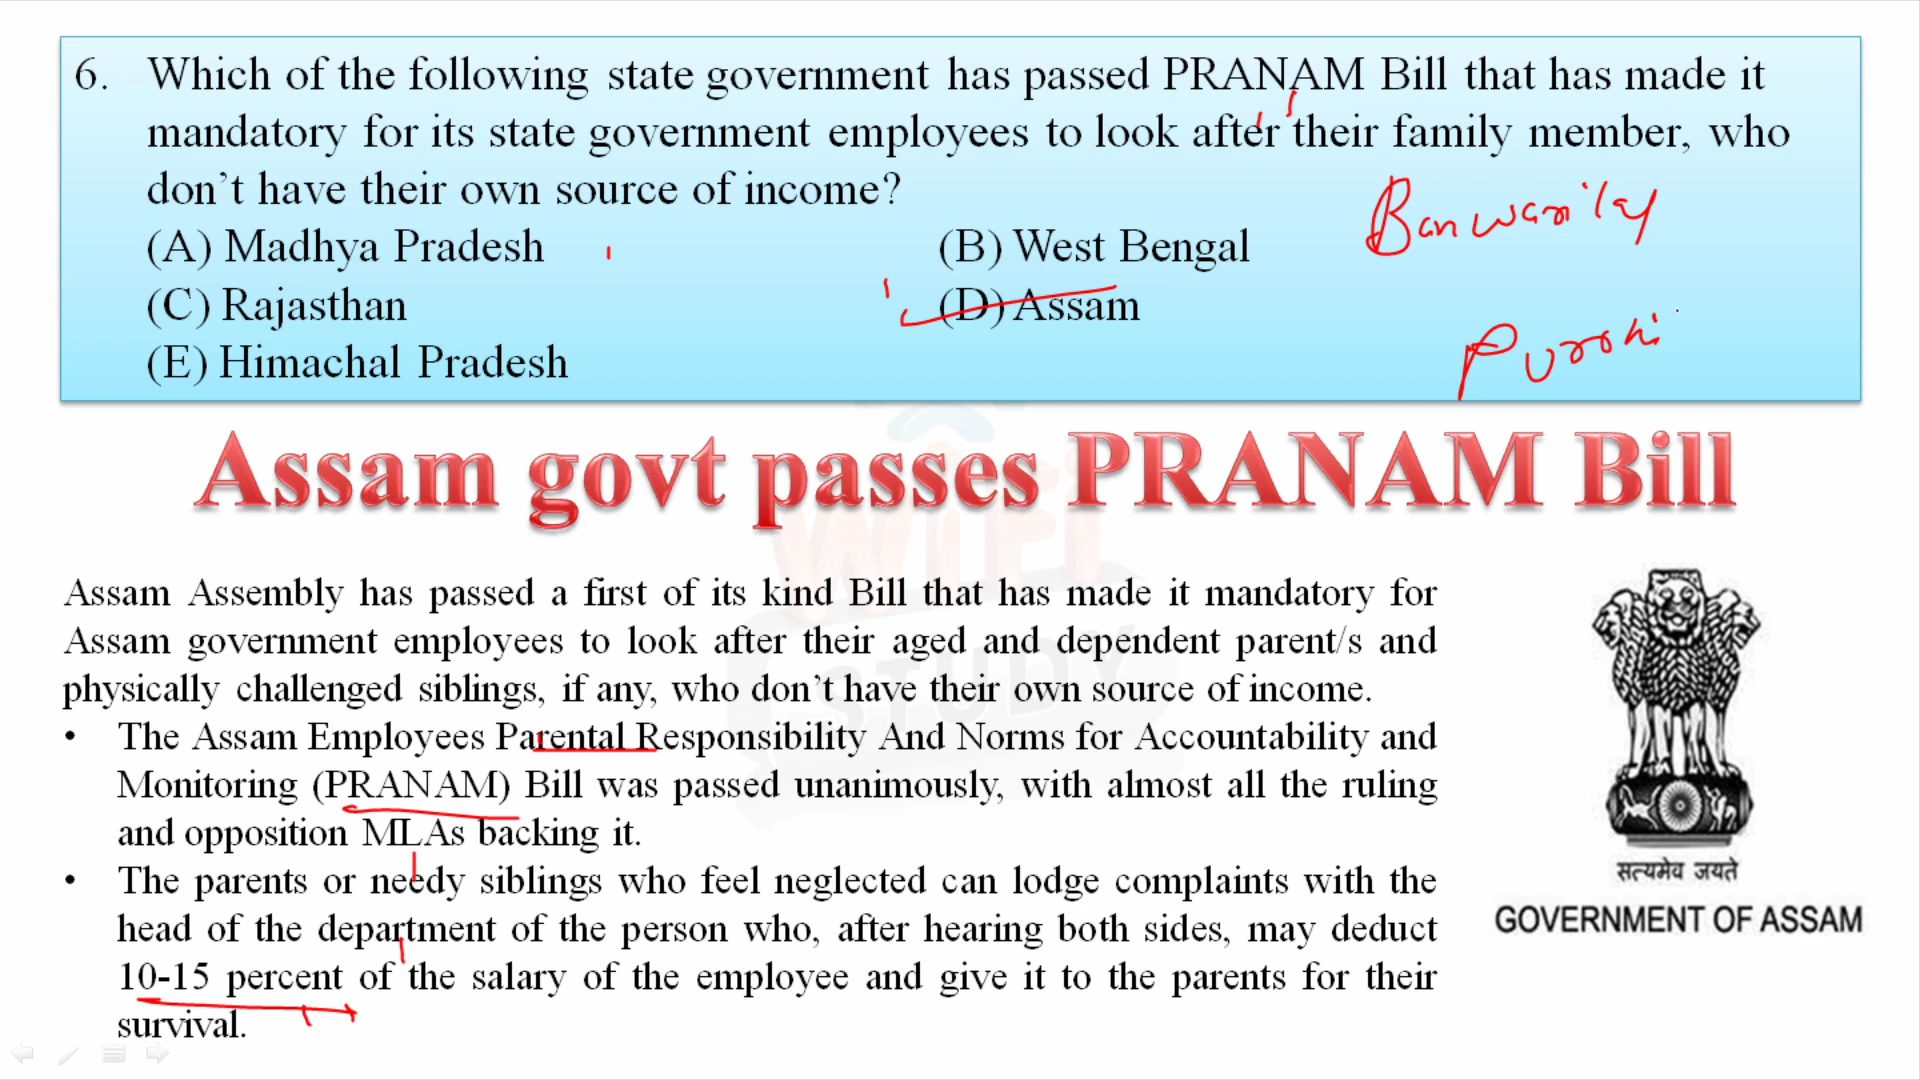 6. Which of the following state government has passed PRANAM Bill that has made it
mandatory for its state government employees to look after their family member, who
don't have their own source of income?
(A) Madhya Pradesh (B) West Bengal
(C) Rajasthan (D) Assam
(E) Himachal Pradesh
Banwarilal
Purohi
Assam govt passes PRANAM Bill
WiFi
STUDY
Assam Assembly has passed a first of its kind Bill that has made it mandatory for
Assam government employees to look after their aged and dependent parent/s and
physically challenged siblings, if any, who don't have their own source of income.
• The Assam Employees Parental Responsibility And Norms for Accountability and
Monitoring (PRANAM) Bill was passed unanimously, with almost all the ruling
and opposition MLAs backing it.
• The parents or needy siblings who feel neglected can lodge complaints with the
head of the department of the person who, after hearing both sides, may deduct
10-15 percent of the salary of the employee and give it to the parents for their
survival.
सत्यमेव जयते
GOVERNMENT OF ASSAM